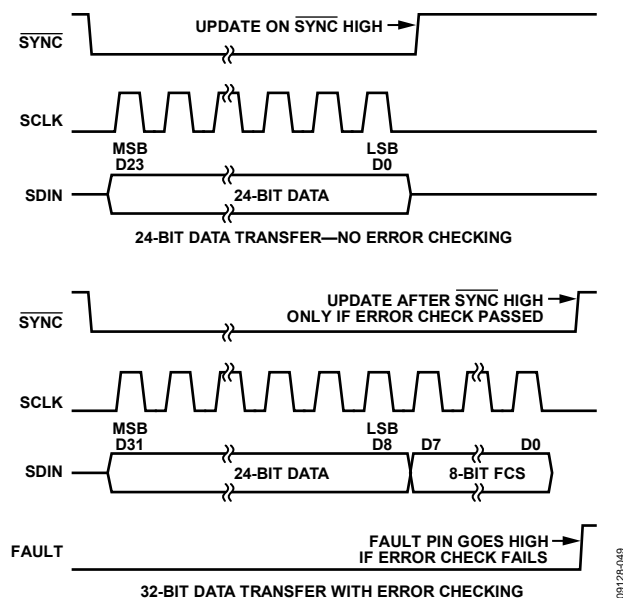 UPDATE ON SYNC HIGH
SYNC
SCLK
MSB
D23
LSB
D0
SDIN
24-BIT DATA
24-BIT DATA TRANSFER—NO ERROR CHECKING
UPDATE AFTER SYNC HIGH
ONLY IF ERROR CHECK PASSED
SYNC
SCLK
MSB
D31
LSB
D8
D7
D0
SDIN
24-BIT DATA
8-BIT FCS
FAULT
FAULT PIN GOES HIGH
IF ERROR CHECK FAILS
32-BIT DATA TRANSFER WITH ERROR CHECKING
09128-049